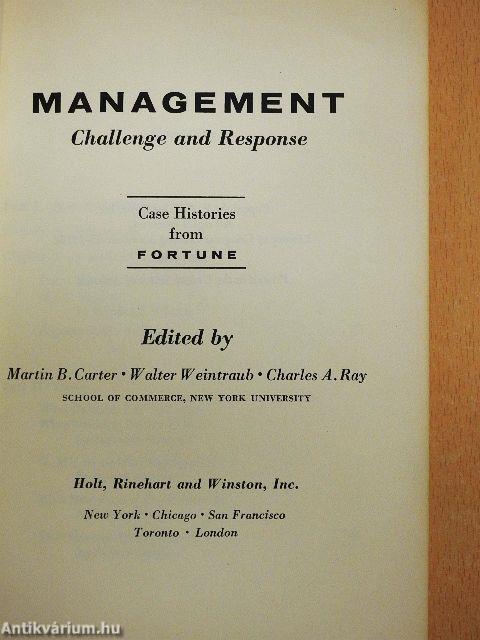 MANAGEMENT
Challenge and Response
Case Histories
from
FORTUNE
Edited by
Martin B. Carter • Walter Weintraub • Charles A. Ray
SCHOOL OF COMMERCE, NEW YORK UNIVERSITY
Holt, Rinehart and Winston, Inc.
New York • Chicago • San Francisco
Toronto • London
Antikvárium.hu